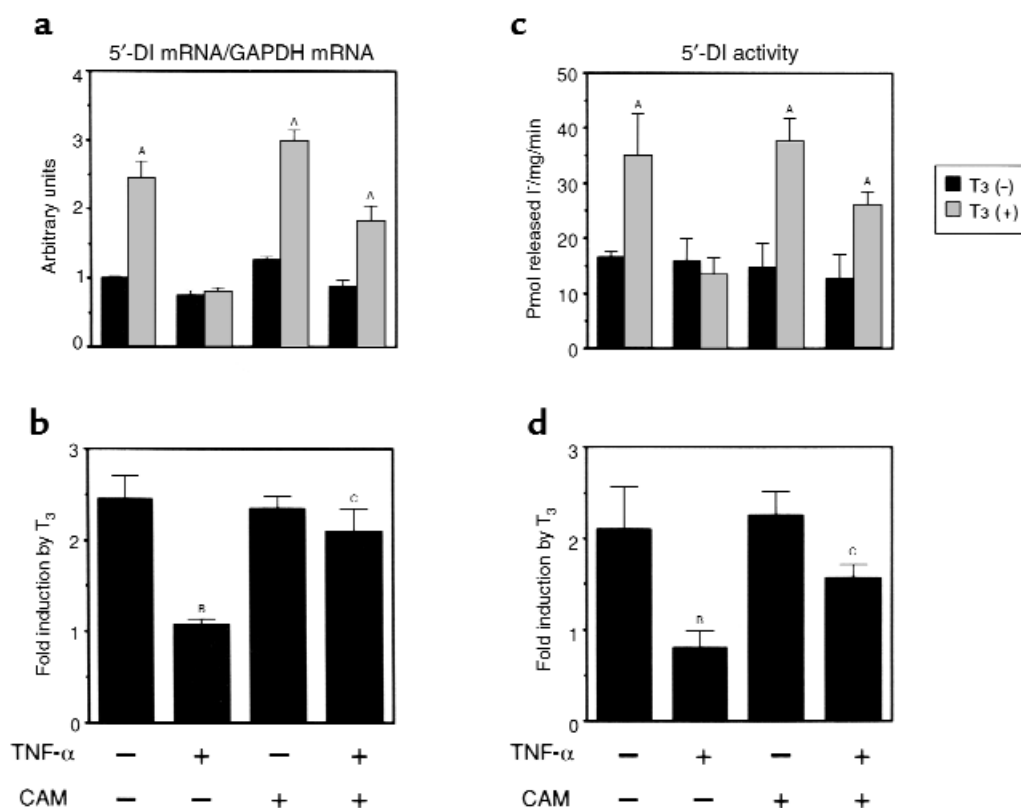 a
5′-DI mRNA/GAPDH mRNA
Arbitrary units
4
3
2
1
0
A
A
A
c
5′-DI activity
Pmol released I⁻/mg/min
50
40
30
20
10
0
A
A
A
T₃ (–)
T₃ (+)
b
Fold induction by T₃
3
2
1
0
B
C
TNF-α – + – +
CAM – – + +
d
Fold induction by T₃
3
2
1
0
B
C
TNF-α – + – +
CAM – – + +